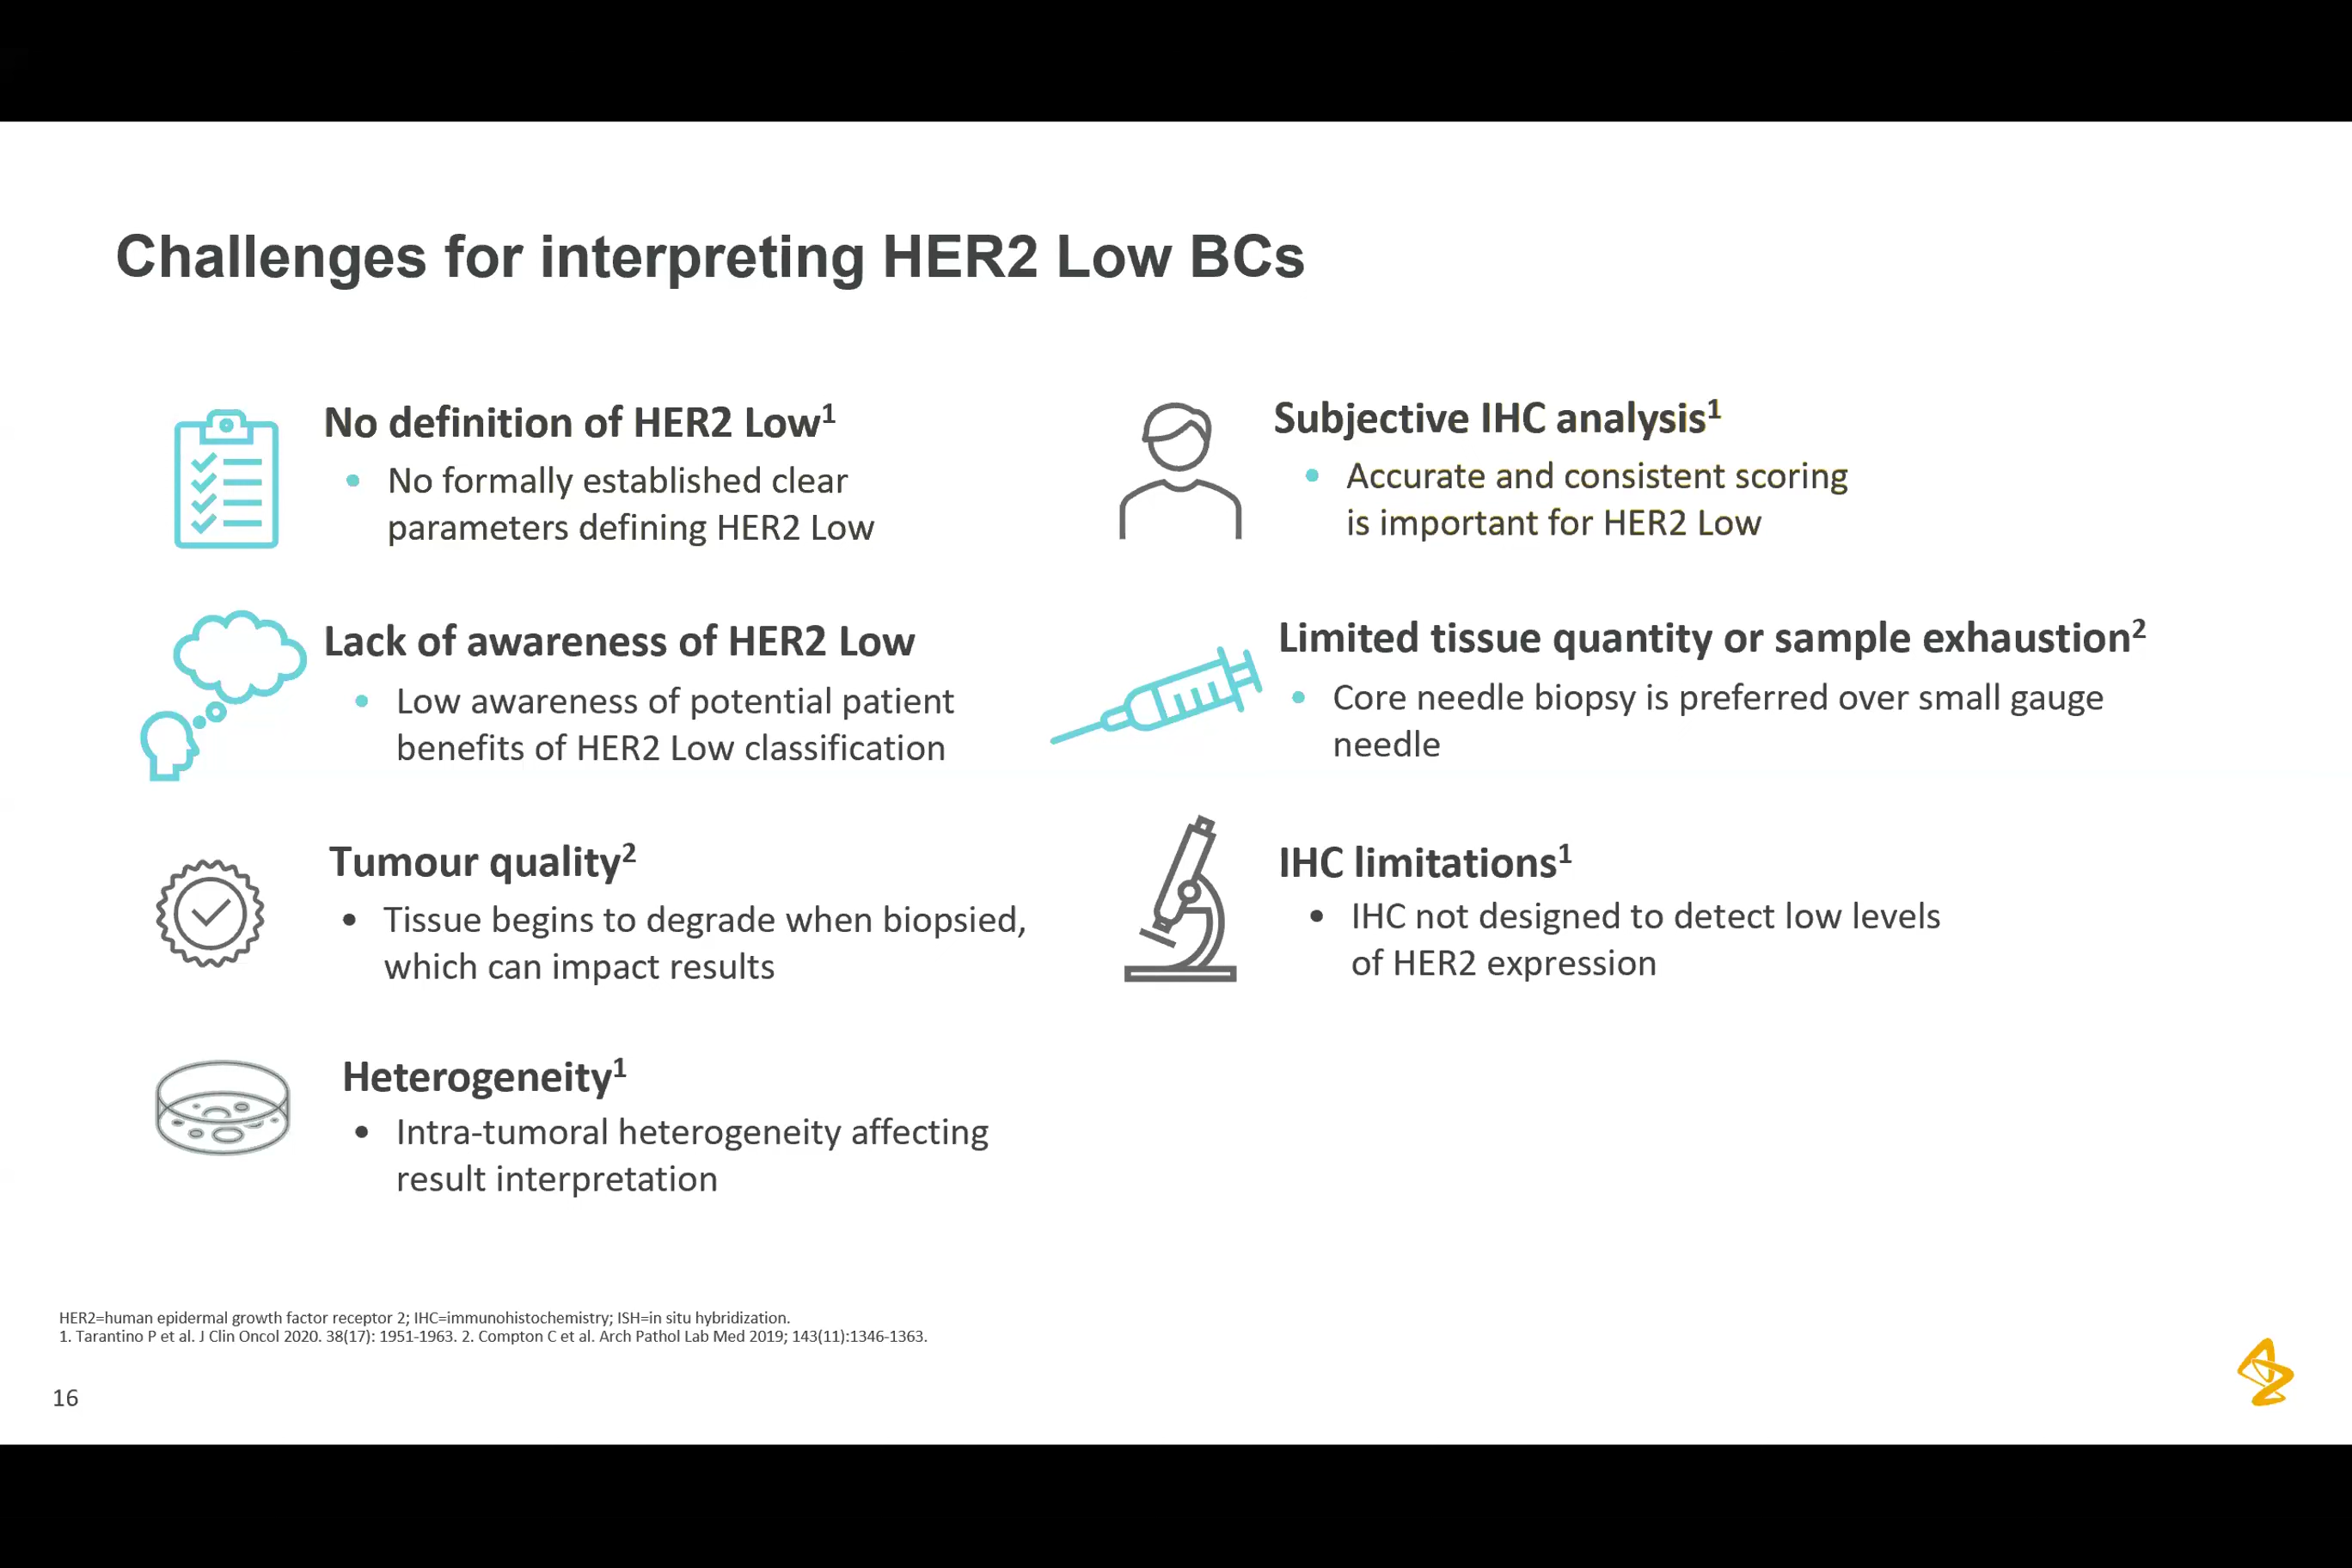 Challenges for interpreting HER2 Low BCs
No definition of HER2 Low1
• No formally established clear
parameters defining HER2 Low
Lack of awareness of HER2 Low
• Low awareness of potential patient
benefits of HER2 Low classification
Tumour quality2
• Tissue begins to degrade when biopsied,
which can impact results
Heterogeneity1
• Intra-tumoral heterogeneity affecting
result interpretation
Subjective IHC analysis1
• Accurate and consistent scoring
is important for HER2 Low
Limited tissue quantity or sample exhaustion2
• Core needle biopsy is preferred over small gauge
needle
IHC limitations1
• IHC not designed to detect low levels
of HER2 expression
HER2=human epidermal growth factor receptor 2; IHC=immunohistochemistry; ISH=in situ hybridization.
1. Tarantino P et al. J Clin Oncol 2020. 38(17): 1951-1963. 2. Compton C et al. Arch Pathol Lab Med 2019; 143(11):1346-1363.
16